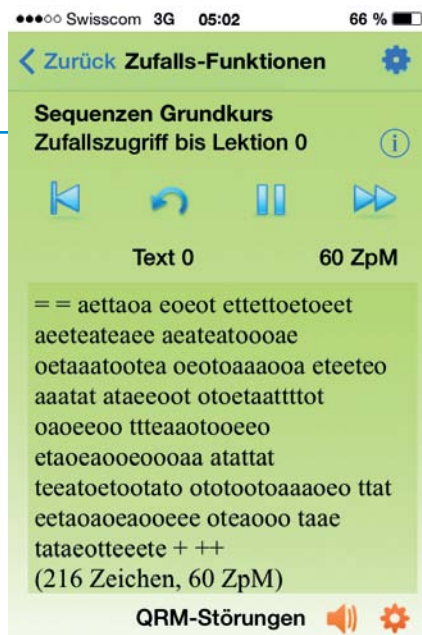 Swisscom 3G 05:02 66 %
Zurück Zufalls-Funktionen
Sequenzen Grundkurs
Zufallszugriff bis Lektion 0
Text 0 60 ZpM
= = aettaoa eoeot ettettoetoeet
aeeteateaee aeateatoooae
oetaaatootea oeotoaaaooa eteeteo
aaatat ataeeoot otoetaattttot
oaoeeoo ttteaaotooeeo
etaoeaooeoooaa atattat
teeatoetootato ototootoaaaoeo ttat
eetaoaoeaooeee oteaooo taae
tataeotteeete + ++
(216 Zeichen, 60 ZpM)
QRM-Störungen